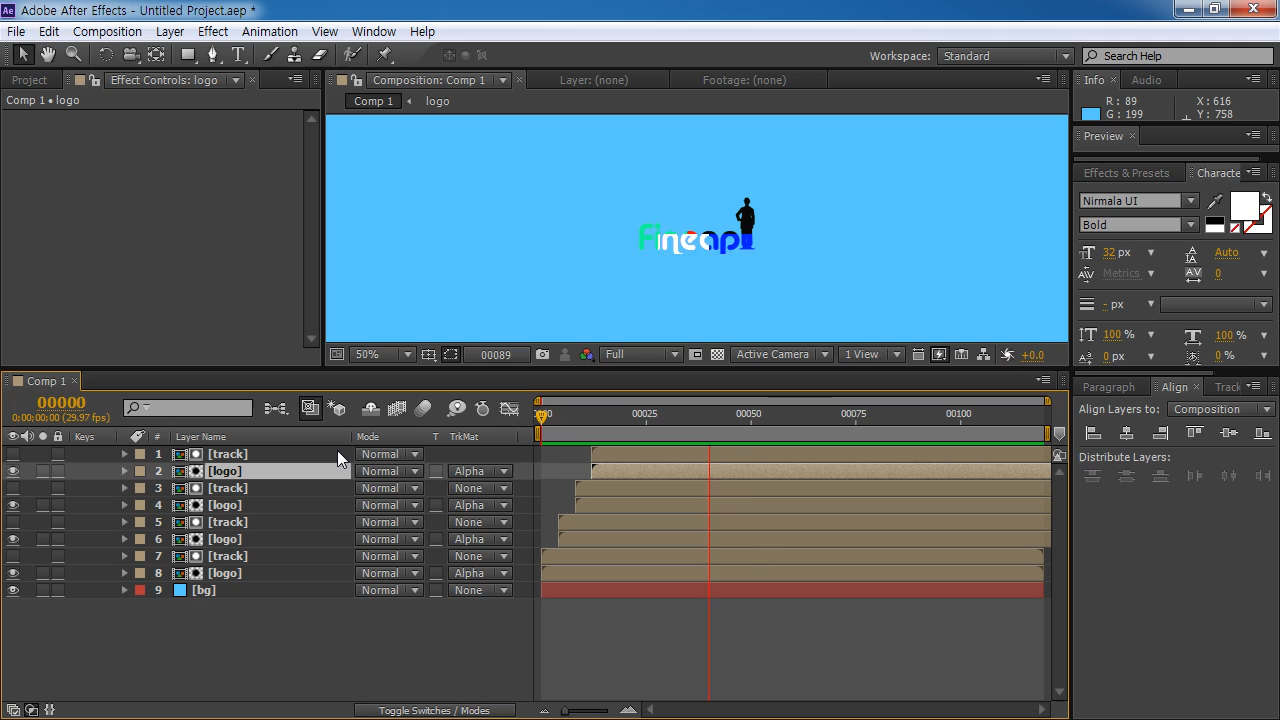 Ae Adobe After Effects - Untitled Project.aep *
File Edit Composition Layer Effect Animation View Window Help
T Workspace: Standard Search Help
Project Effect Controls: logo Composition: Comp 1 Layer: (none) Footage: (none) Info Audio
Comp 1 • logo
Comp 1 logo
R : 89 X : 616
G : 199 Y : 758
Preview
Effects & Presets Characte
Nirmala UI
Bold
Fineapl
32 px Auto
Metrics 0
- px
100 % 100 %
0 px 0 %
50% 00089 Full Active Camera 1 View +0.0
Comp 1
Paragraph Align Track
00000
0;00;00;00 (29.97 fps)
Align Layers to: Composition
0:00 00025 00050 00075 00100
Keys # Layer Name Mode T TrkMat
1 [track] Normal
2 [logo] Normal Alpha
3 [track] Normal None
4 [logo] Normal Alpha
5 [track] Normal None
6 [logo] Normal Alpha
7 [track] Normal None
8 [logo] Normal Alpha
9 [bg] Normal None
Distribute Layers:
Toggle Switches / Modes